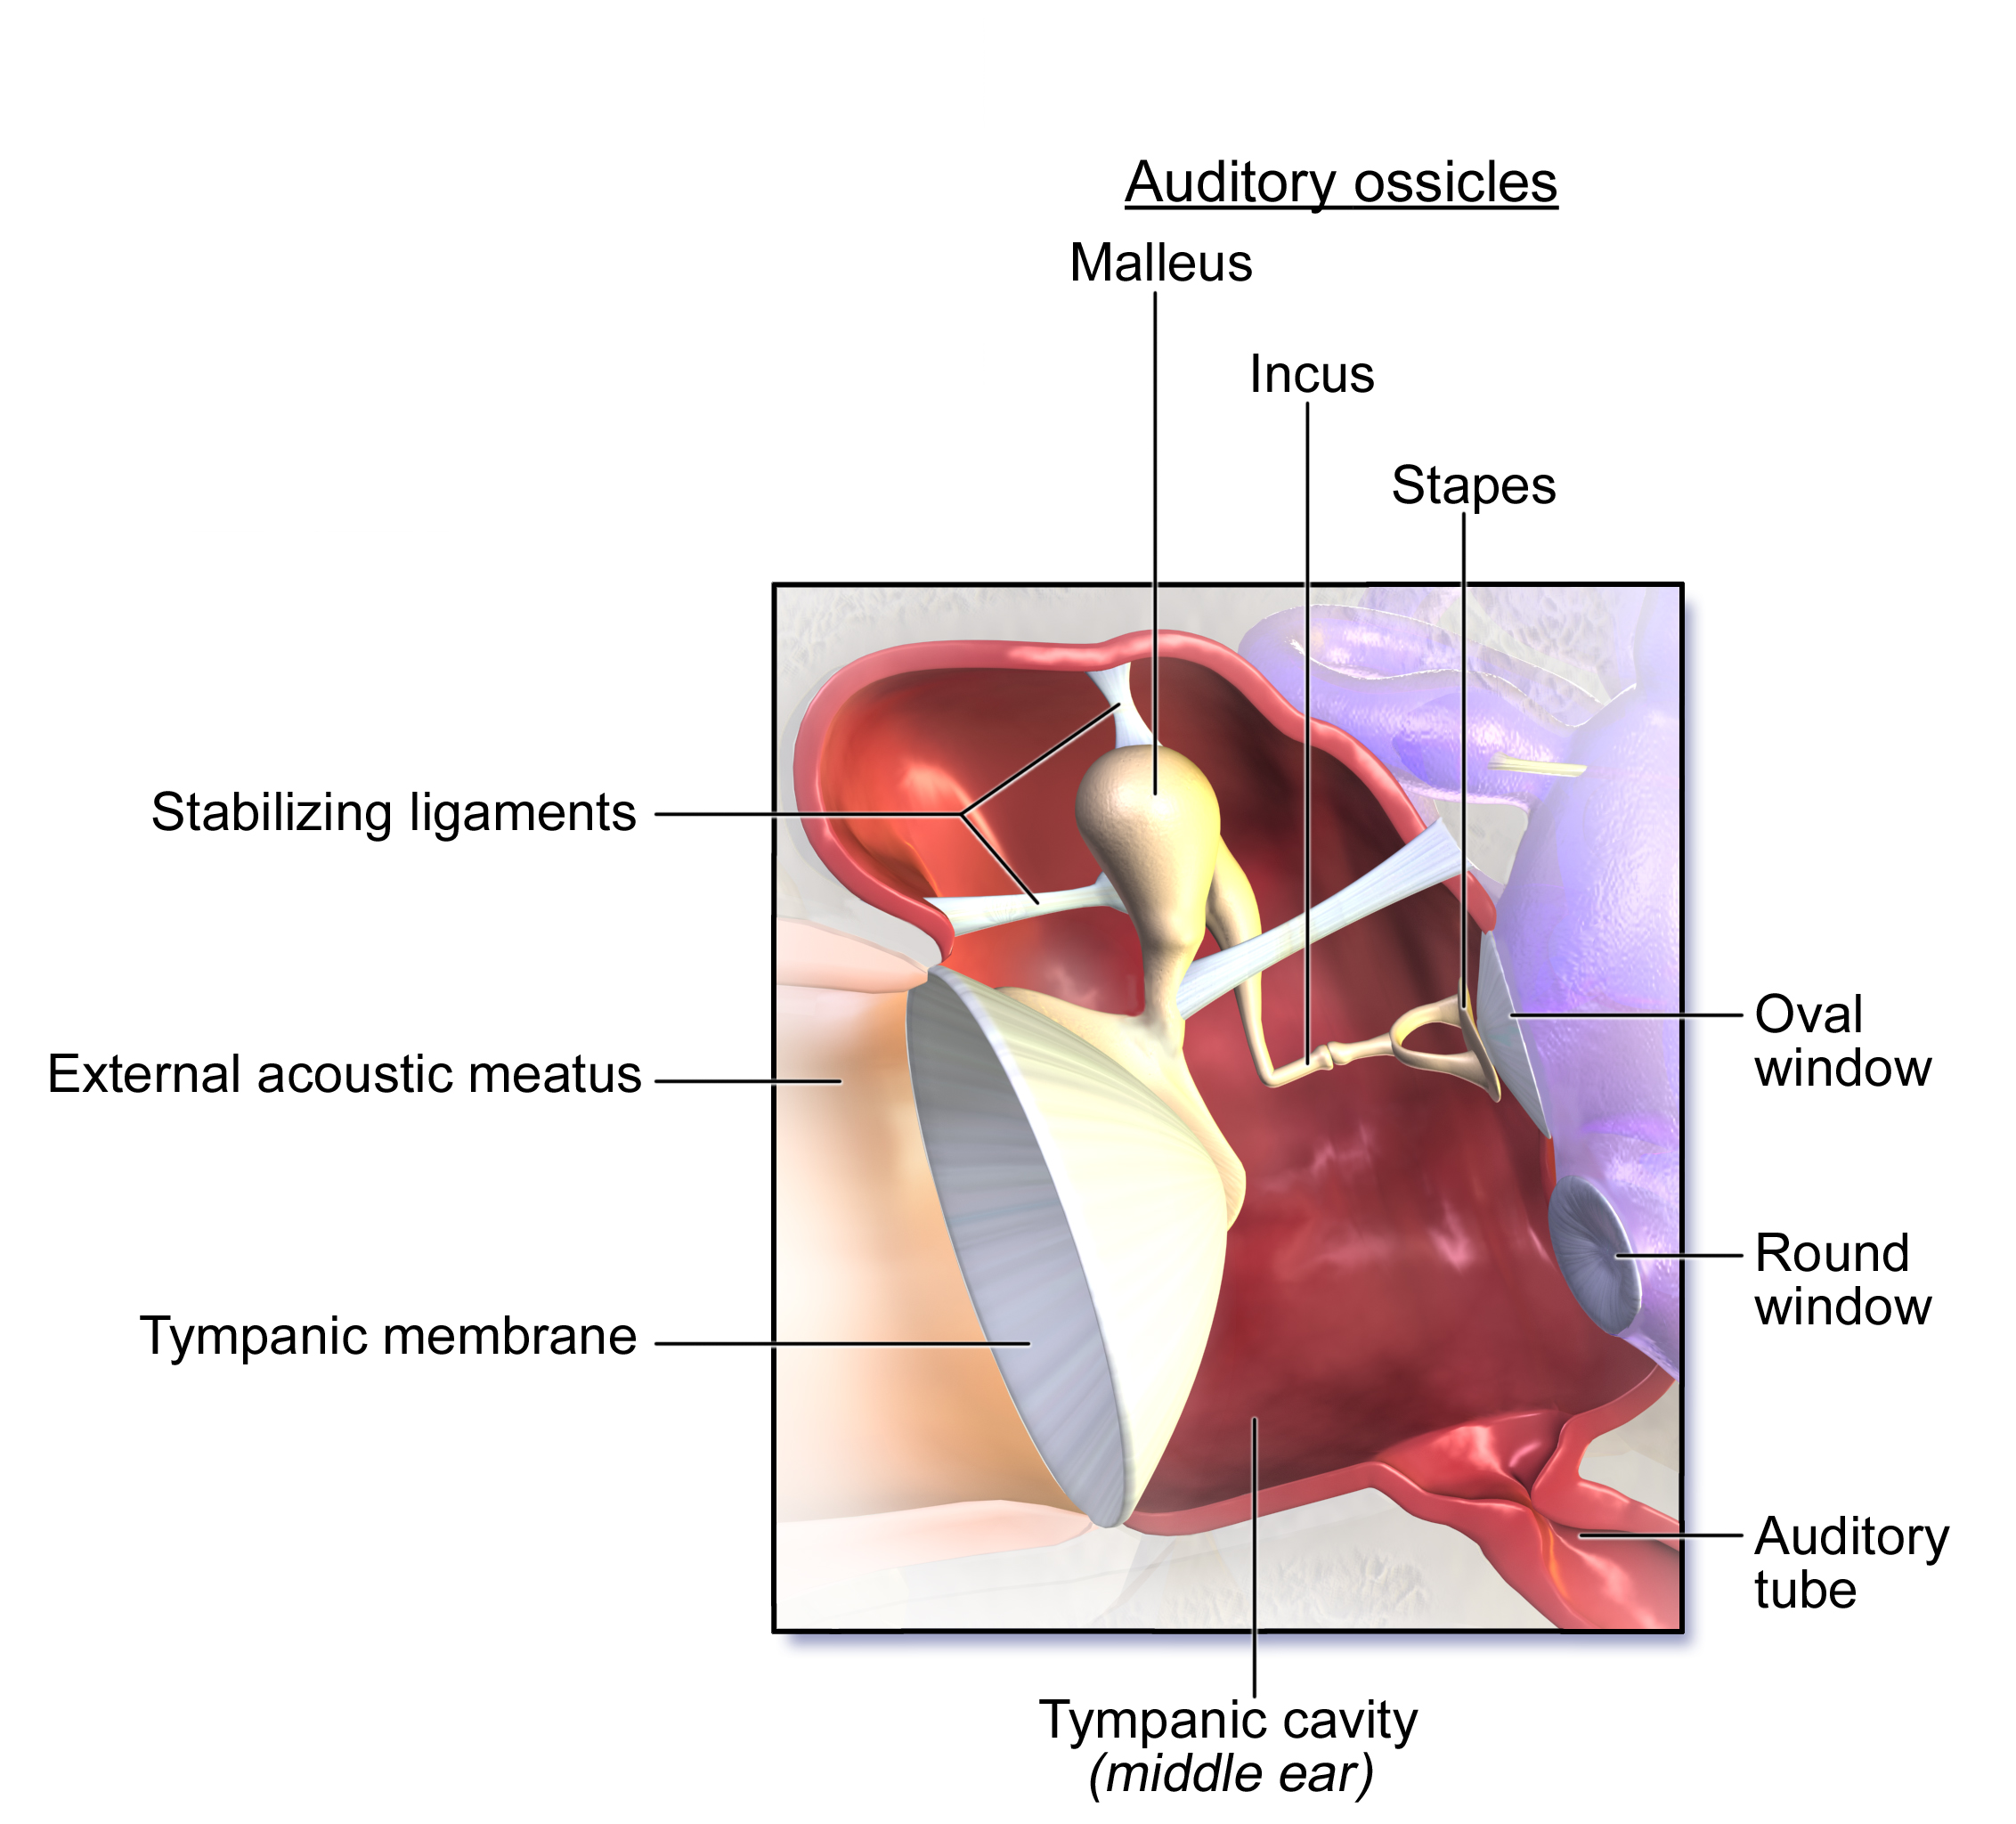 Auditory ossicles
Malleus
Incus
Stapes
Stabilizing ligaments
External acoustic meatus
Tympanic membrane
Oval
window
Round
window
Auditory
tube
Tympanic cavity
(middle ear)